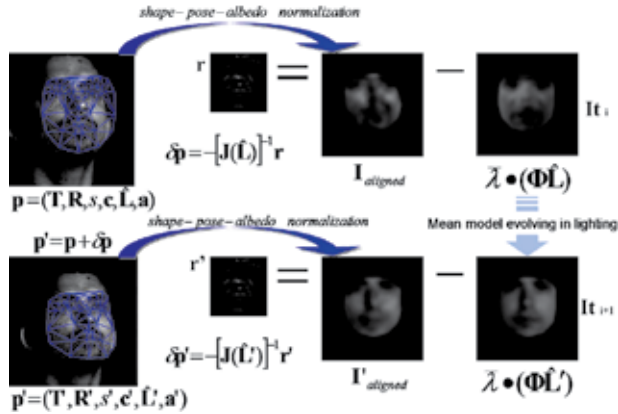 shape-pose-albedo normalization
r = −
δp=−[J(L̂)]⁻¹r
I aligned
λ̄•(ΦL̂)
It i
p=(T,R,s,c,L̂,a)
p'=p+δp
shape-pose-albedo normalization
Mean model evolving in lighting
r' = −
δp'=−[J(L̂')]⁻¹r'
I' aligned
λ̄•(ΦL̂')
It i+1
p'=(T',R',s',c',L̂',a')